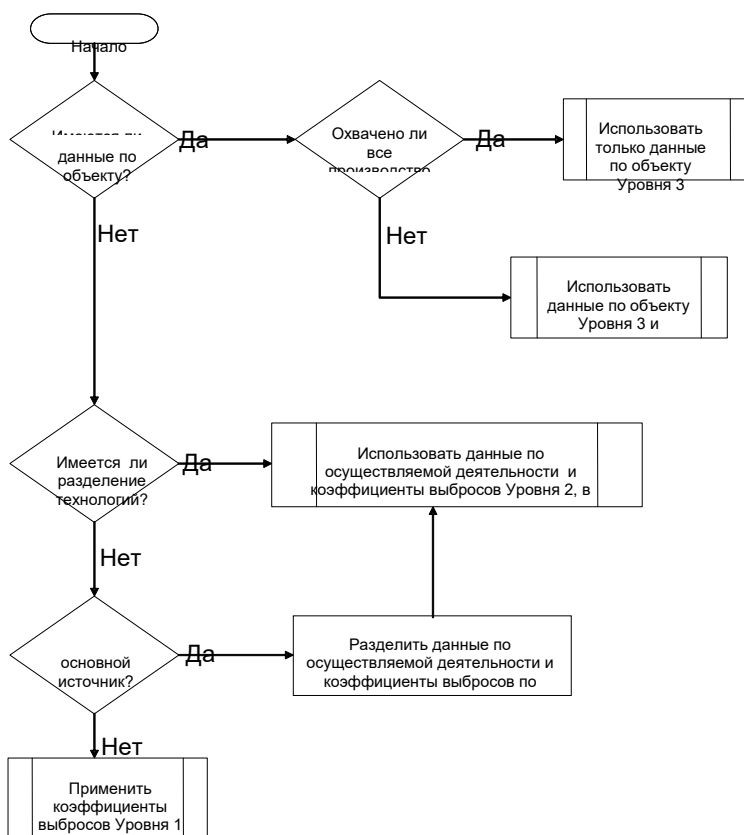 Начало
данные по
объекту?
Да
Охвачено ли
все
производство
Да
Использовать
только данные
по объекту
Уровня 3
Нет
Нет
Использовать
данные по объекту
Уровня 3 и
Имеется ли
разделение
технологий?
Да
Использовать данные по
осуществляемой деятельности и
коэффициенты выбросов Уровня 2, в
Нет
основной
источник?
Да
Разделить данные по
осуществляемой деятельности и
коэффициенты выбросов по
Нет
Применить
коэффициенты
выбросов Уровня 1